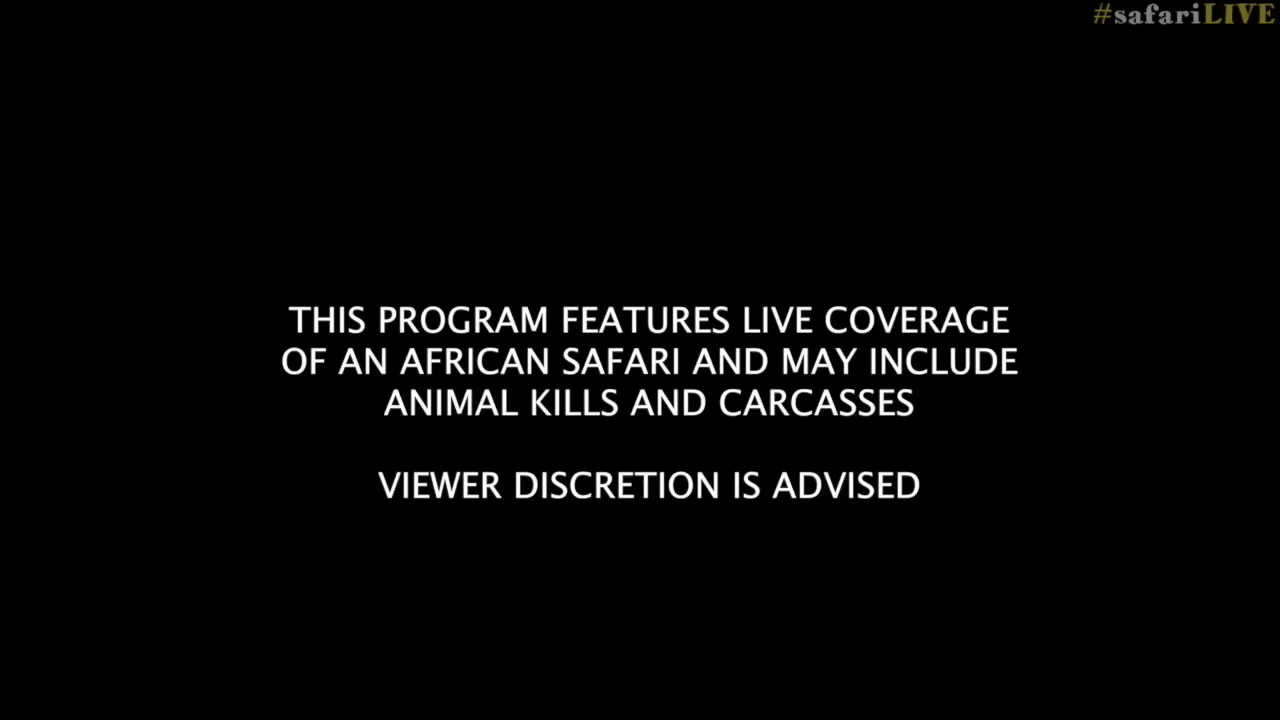 #safariLIVE
THIS PROGRAM FEATURES LIVE COVERAGE
OF AN AFRICAN SAFARI AND MAY INCLUDE
ANIMAL KILLS AND CARCASSES
VIEWER DISCRETION IS ADVISED